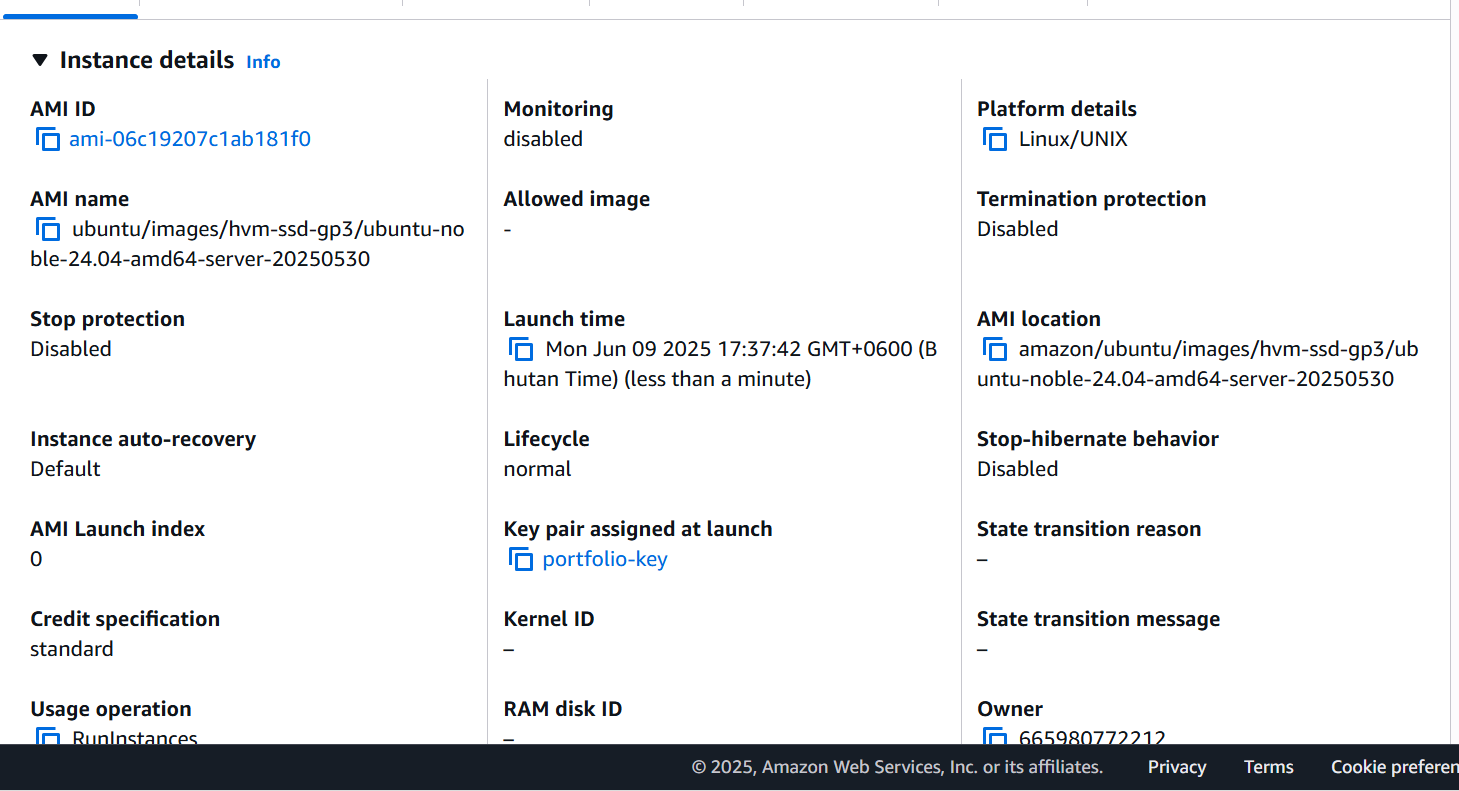 Instance details Info
AMI ID
ami-06c19207c1ab181f0
Monitoring
disabled
Platform details
Linux/UNIX
AMI name
ubuntu/images/hvm-ssd-gp3/ubuntu-no
ble-24.04-amd64-server-20250530
Allowed image
-
Termination protection
Disabled
Stop protection
Disabled
Launch time
Mon Jun 09 2025 17:37:42 GMT+0600 (B
hutan Time) (less than a minute)
AMI location
amazon/ubuntu/images/hvm-ssd-gp3/ub
untu-noble-24.04-amd64-server-20250530
Instance auto-recovery
Default
Lifecycle
normal
Stop-hibernate behavior
Disabled
AMI Launch index
0
Key pair assigned at launch
portfolio-key
State transition reason
–
Credit specification
standard
Kernel ID
–
State transition message
–
Usage operation
RunInstances
RAM disk ID
–
Owner
665980772212
© 2025, Amazon Web Services, Inc. or its affiliates. Privacy Terms Cookie preferen